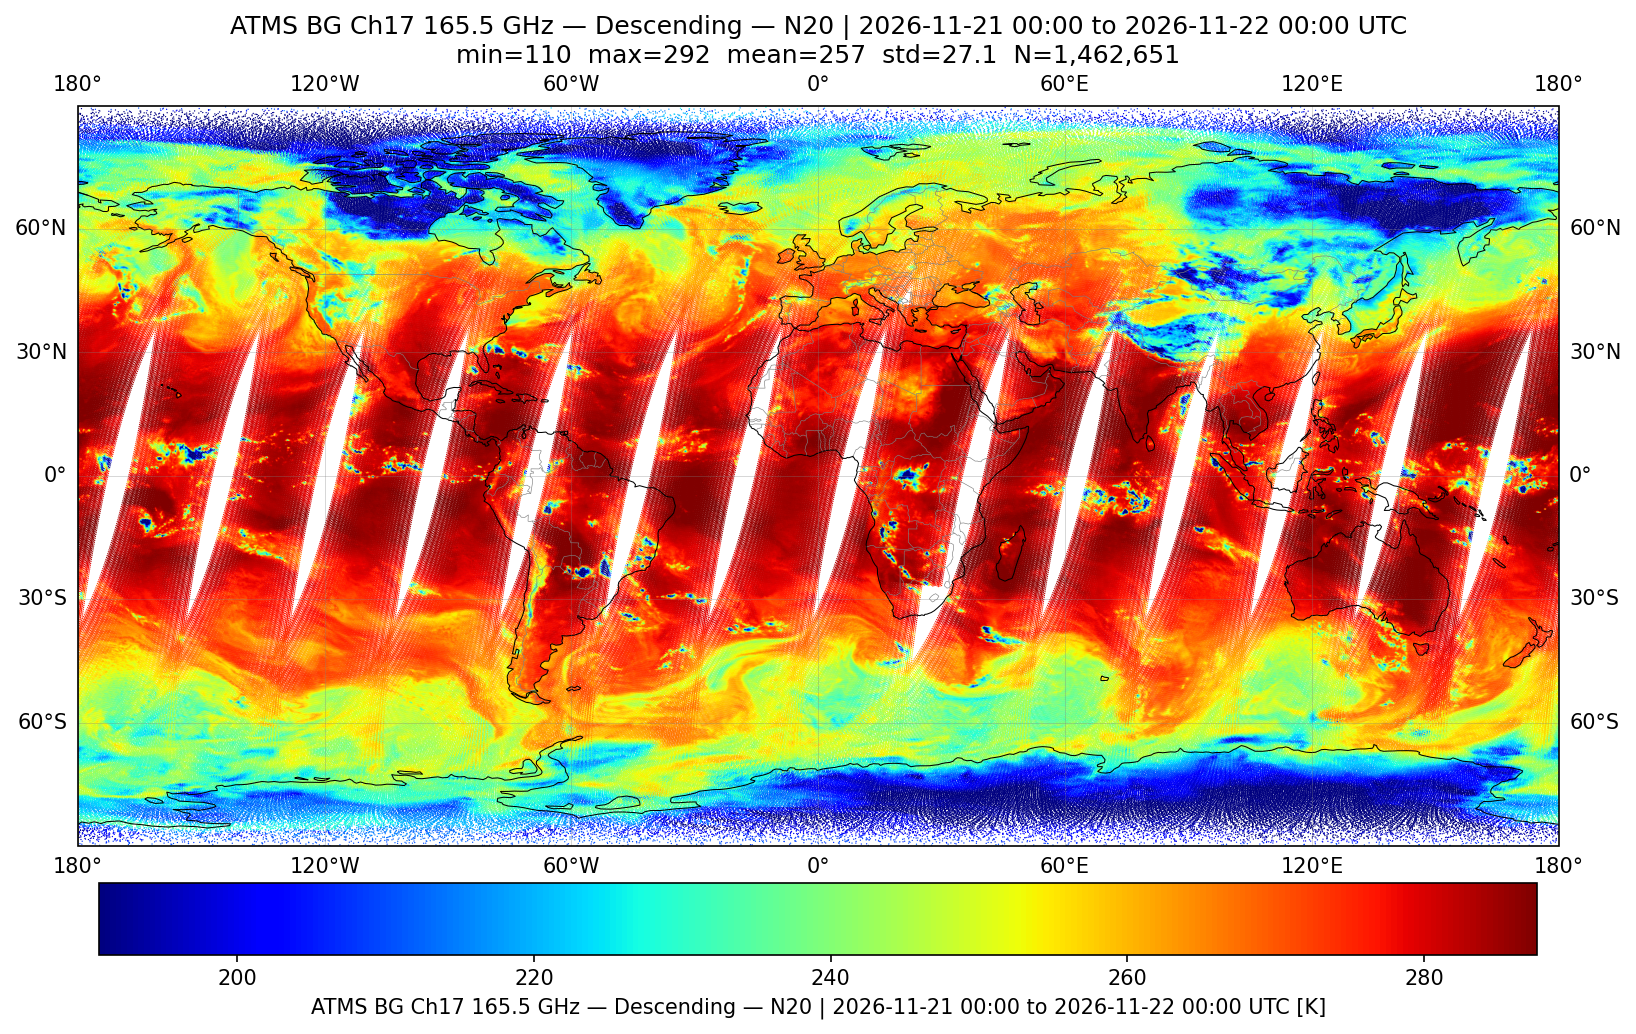 ATMS BG Ch17 165.5 GHz — Descending — N20 | 2026-11-21 00:00 to 2026-11-22 00:00 UTC
min=110 max=292 mean=257 std=27.1 N=1,462,651
180° 120°W 60°W 0° 60°E 120°E 180°
60°N 60°N
30°N 30°N
0° 0°
30°S 30°S
60°S 60°S
180° 120°W 60°W 0° 60°E 120°E 180°
200 220 240 260 280
ATMS BG Ch17 165.5 GHz — Descending — N20 | 2026-11-21 00:00 to 2026-11-22 00:00 UTC [K]